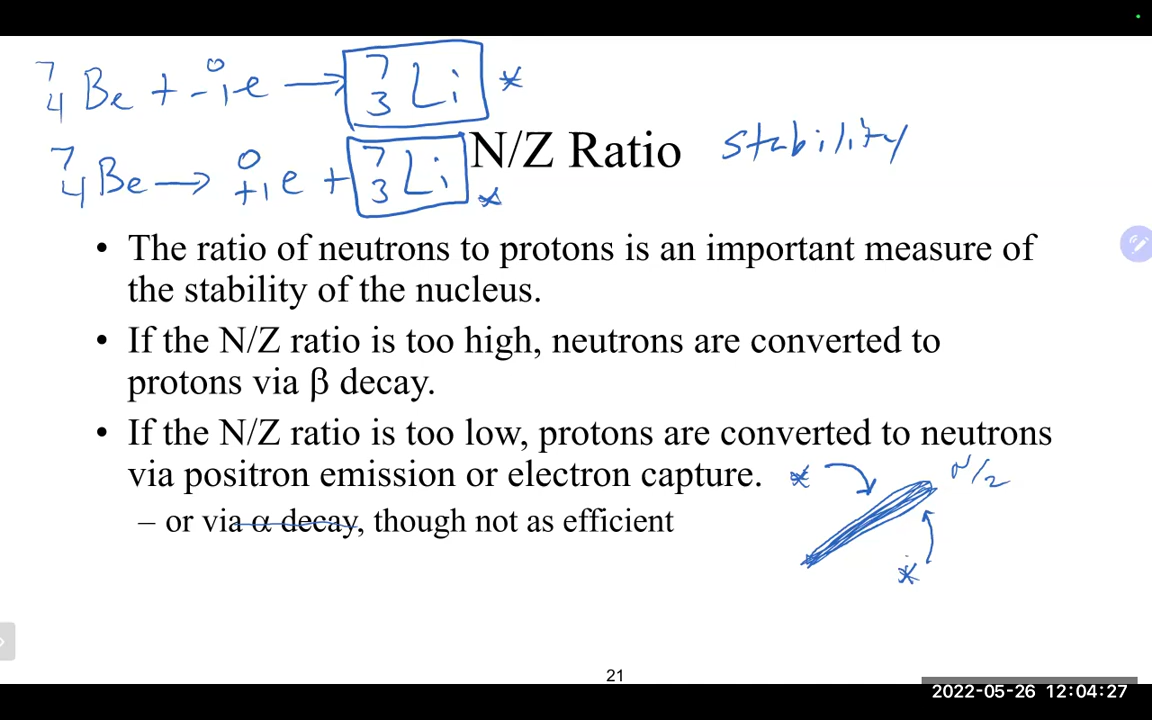 ⁷₄Be + ⁰₋₁e → ⁷₃Li *
N/Z Ratio stability
⁷₄Be → ⁰₊₁e + ⁷₃Li *
• The ratio of neutrons to protons is an important measure of
the stability of the nucleus.
• If the N/Z ratio is too high, neutrons are converted to
protons via β decay.
• If the N/Z ratio is too low, protons are converted to neutrons
via positron emission or electron capture.
* N/Z
– or via α decay, though not as efficient
*
21
2022-05-26 12:04:27